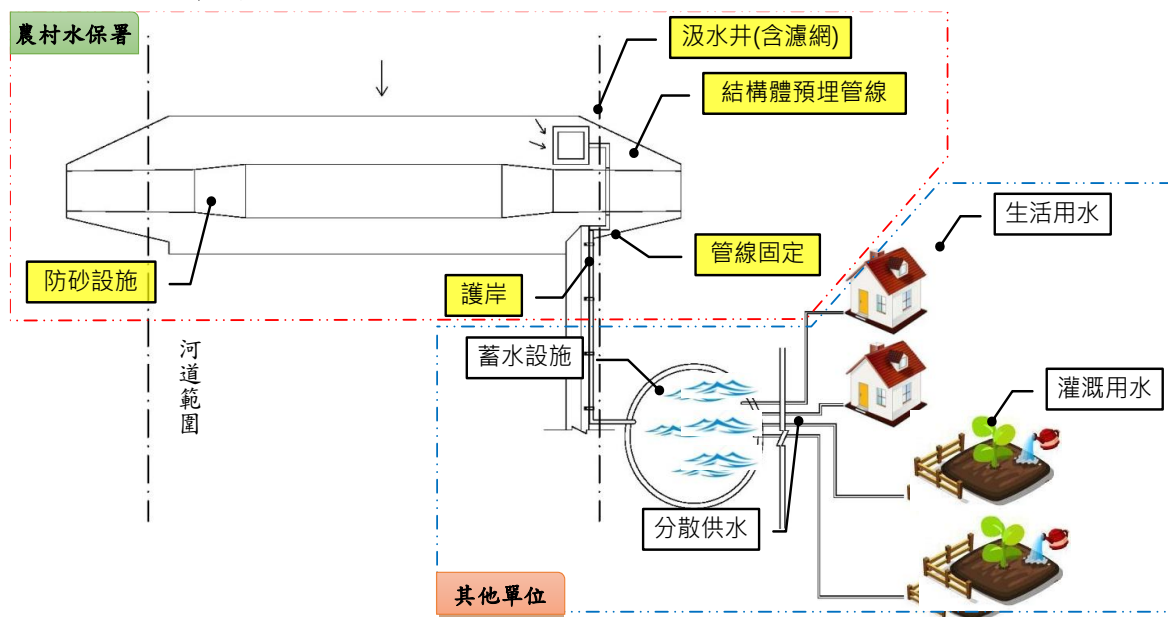 農村水保署
汲水井(含濾網)
結構體預埋管線
生活用水
管線固定
防砂設施
護岸
河道範圍
蓄水設施
灌溉用水
分散供水
其他單位